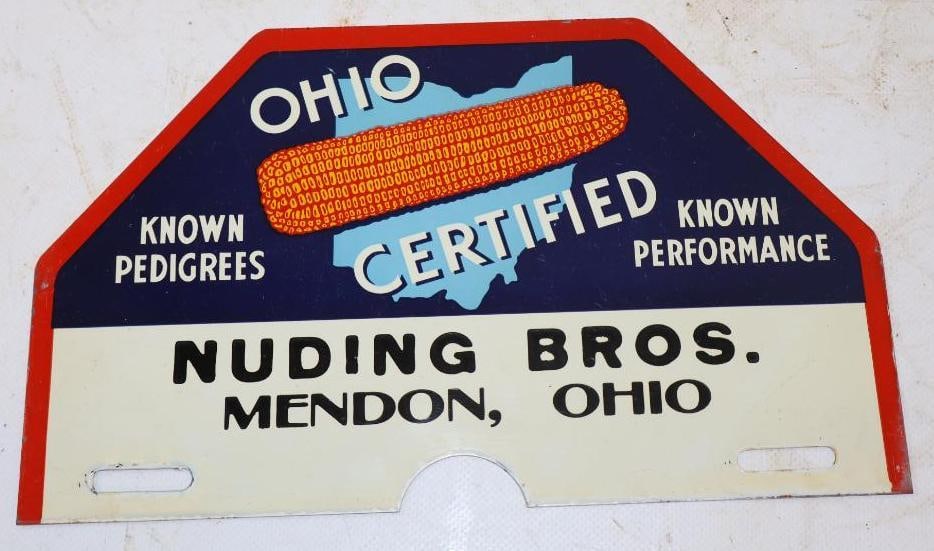 OHIO
CERTIFIED
KNOWN
PEDIGREES
KNOWN
PERFORMANCE
NUDING BROS.
MENDON, OHIO